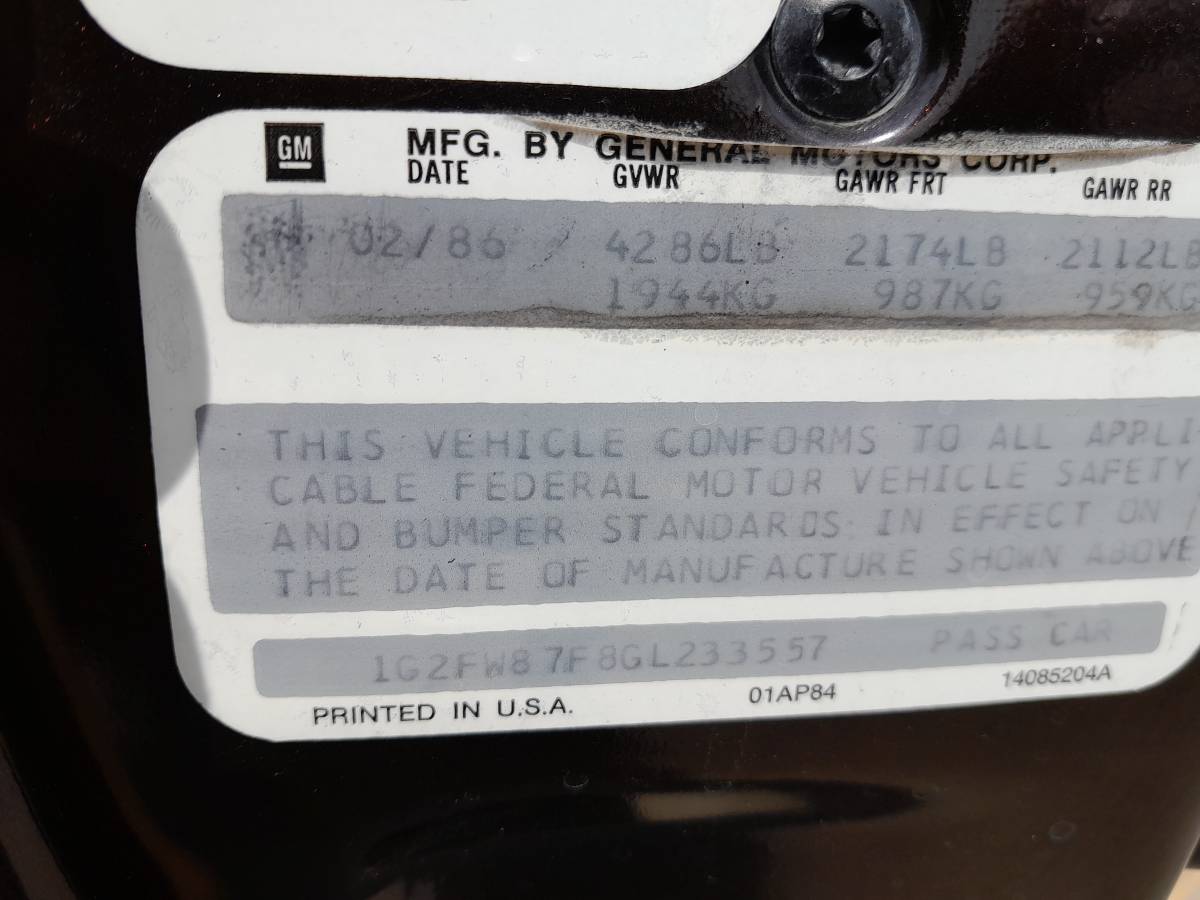 GM
MFG. BY GENERAL MOTORS CORP.
DATE GVWR GAWR FRT GAWR RR
02/86 4286LB 2174LB 2112LB
1944KG 987KG 959KG
THIS VEHICLE CONFORMS TO ALL APPLI
CABLE FEDERAL MOTOR VEHICLE SAFETY
AND BUMPER STANDARDS IN EFFECT ON
THE DATE OF MANUFACTURE SHOWN ABOVE
1G2FW87F8GL233557 PASS CAR
PRINTED IN U.S.A. 01AP84 14085204A